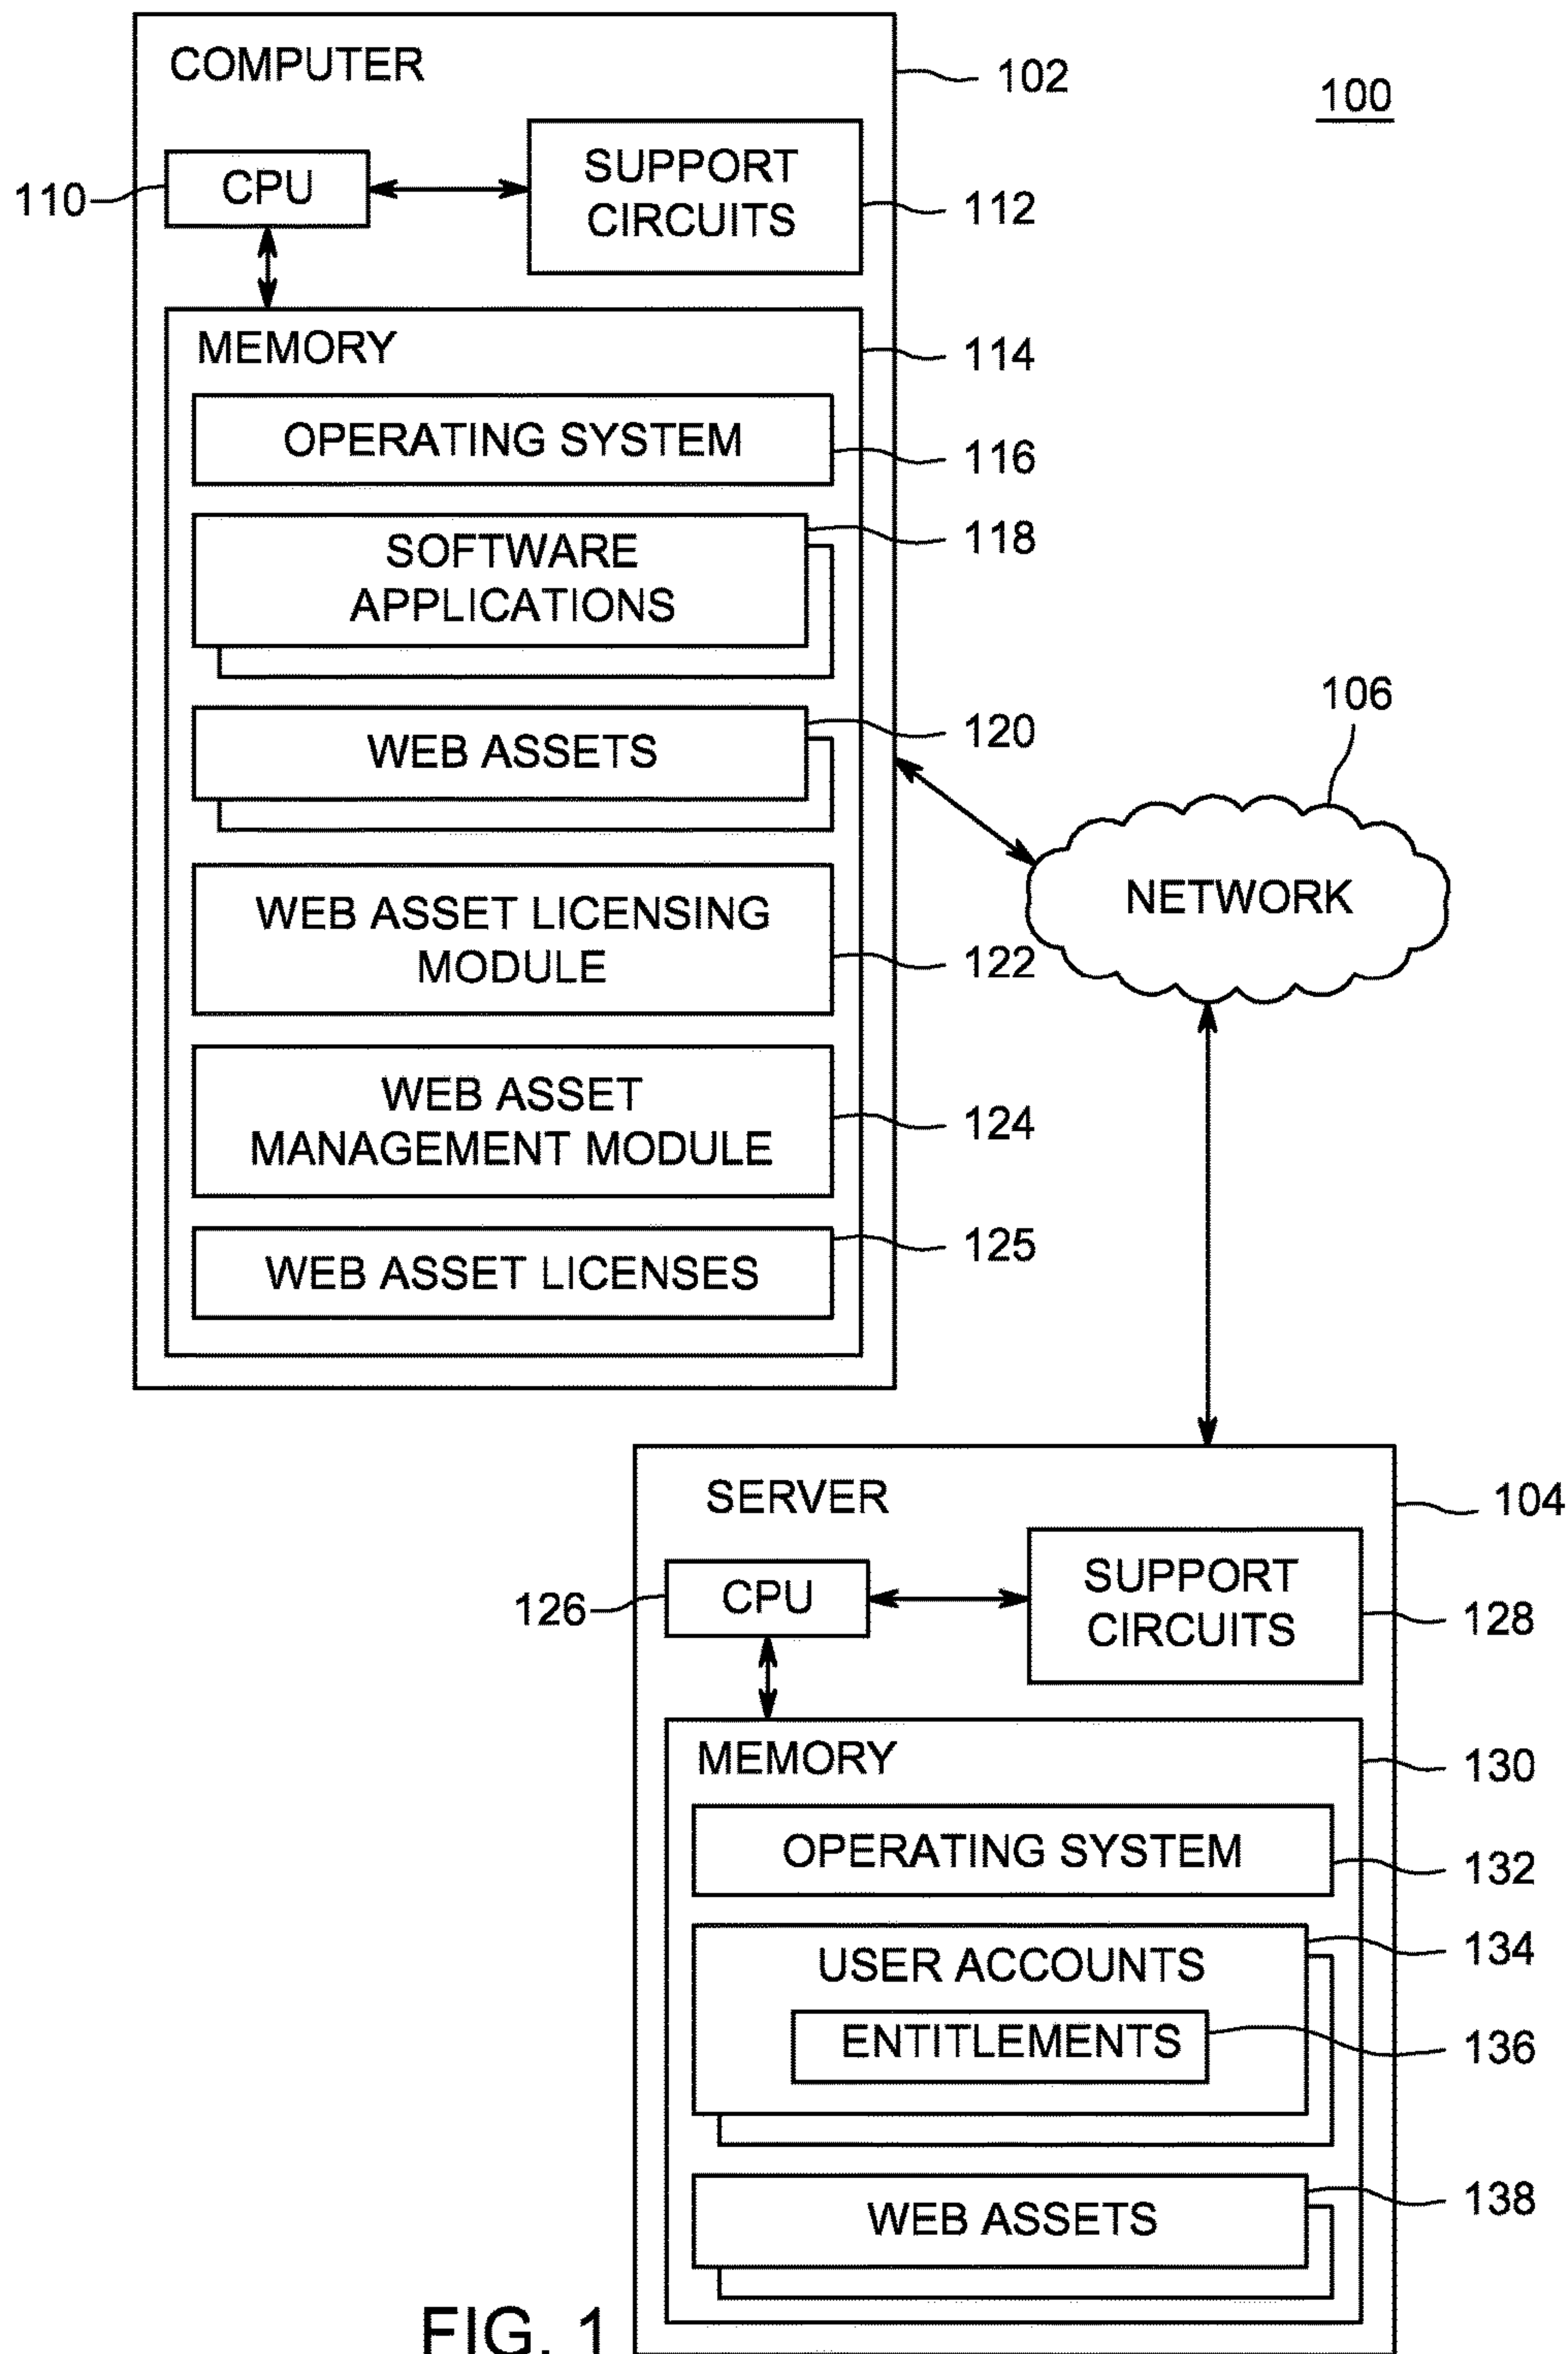 COMPUTER
102
100
CPU
110
SUPPORT
CIRCUITS
112
MEMORY
114
OPERATING SYSTEM
116
SOFTWARE
APPLICATIONS
118
WEB ASSETS
120
106
NETWORK
WEB ASSET LICENSING
MODULE
122
WEB ASSET
MANAGEMENT MODULE
124
WEB ASSET LICENSES
125
SERVER
104
CPU
126
SUPPORT
CIRCUITS
128
MEMORY
130
OPERATING SYSTEM
132
USER ACCOUNTS
134
ENTITLEMENTS
136
WEB ASSETS
138
FIG. 1